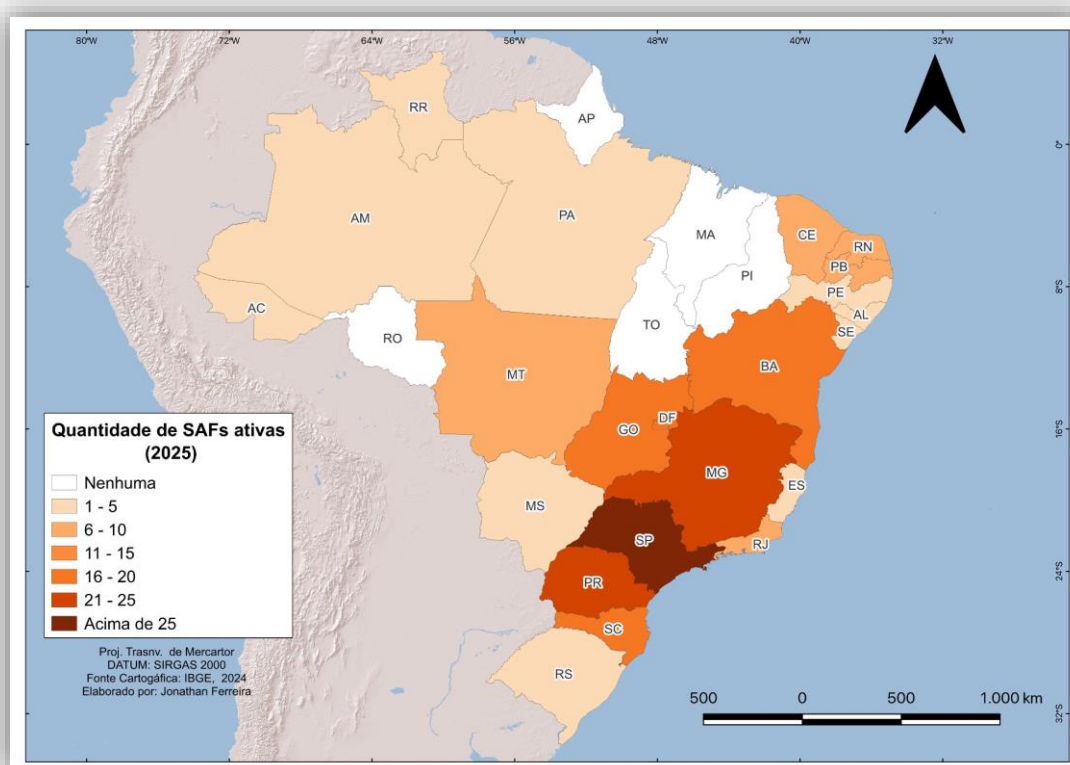 80°W 72°W 64°W 56°W 48°W 40°W 32°W
RR
AP
0°
AM
PA
MA
CE
RN
PB
PI
PE
8°S
AC
AL
TO
SE
RO
BA
MT
DF
GO
16°S
MG
ES
MS
SP
RJ
24°S
PR
SC
RS
32°S
Quantidade de SAFs ativas
(2025)
Nenhuma
1 - 5
6 - 10
11 - 15
16 - 20
21 - 25
Acima de 25
Proj. Trasnv. de Mercartor
DATUM: SIRGAS 2000
Fonte Cartogáfica: IBGE, 2024
Elaborado por: Jonathan Ferreira
500 0 500 1.000 km